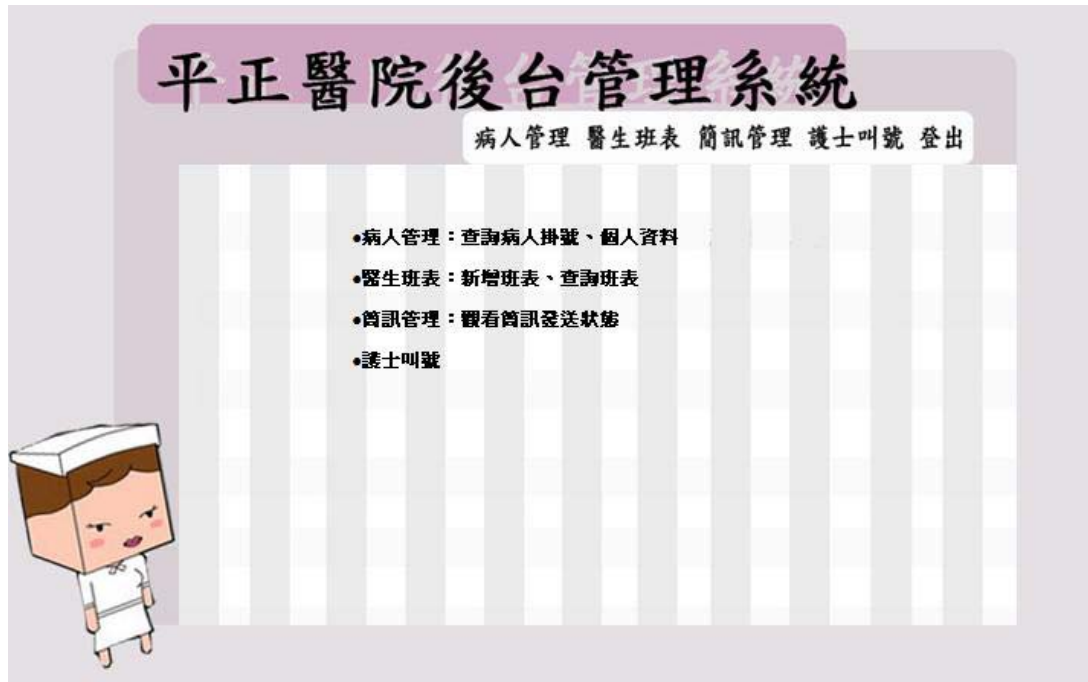 平正醫院後台管理系統
病人管理 醫生班表 簡訊管理 護士叫號 登出
•病人管理：查詢病人掛號、個人資料
•醫生班表：新增班表、查詢班表
•簡訊管理：觀看簡訊發送狀態
•護士叫號